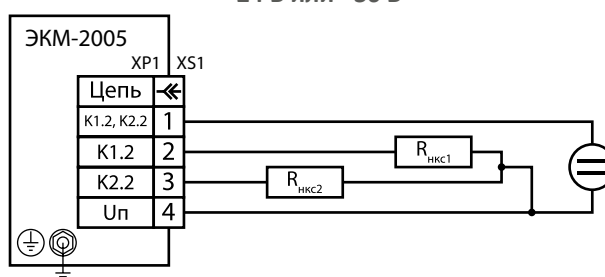 ЭКМ-2005
XP1 XS1
Цепь
K1.2, K2.2 1
K1.2 2
K2.2 3
Uп 4
Rнкс1
Rнкс2